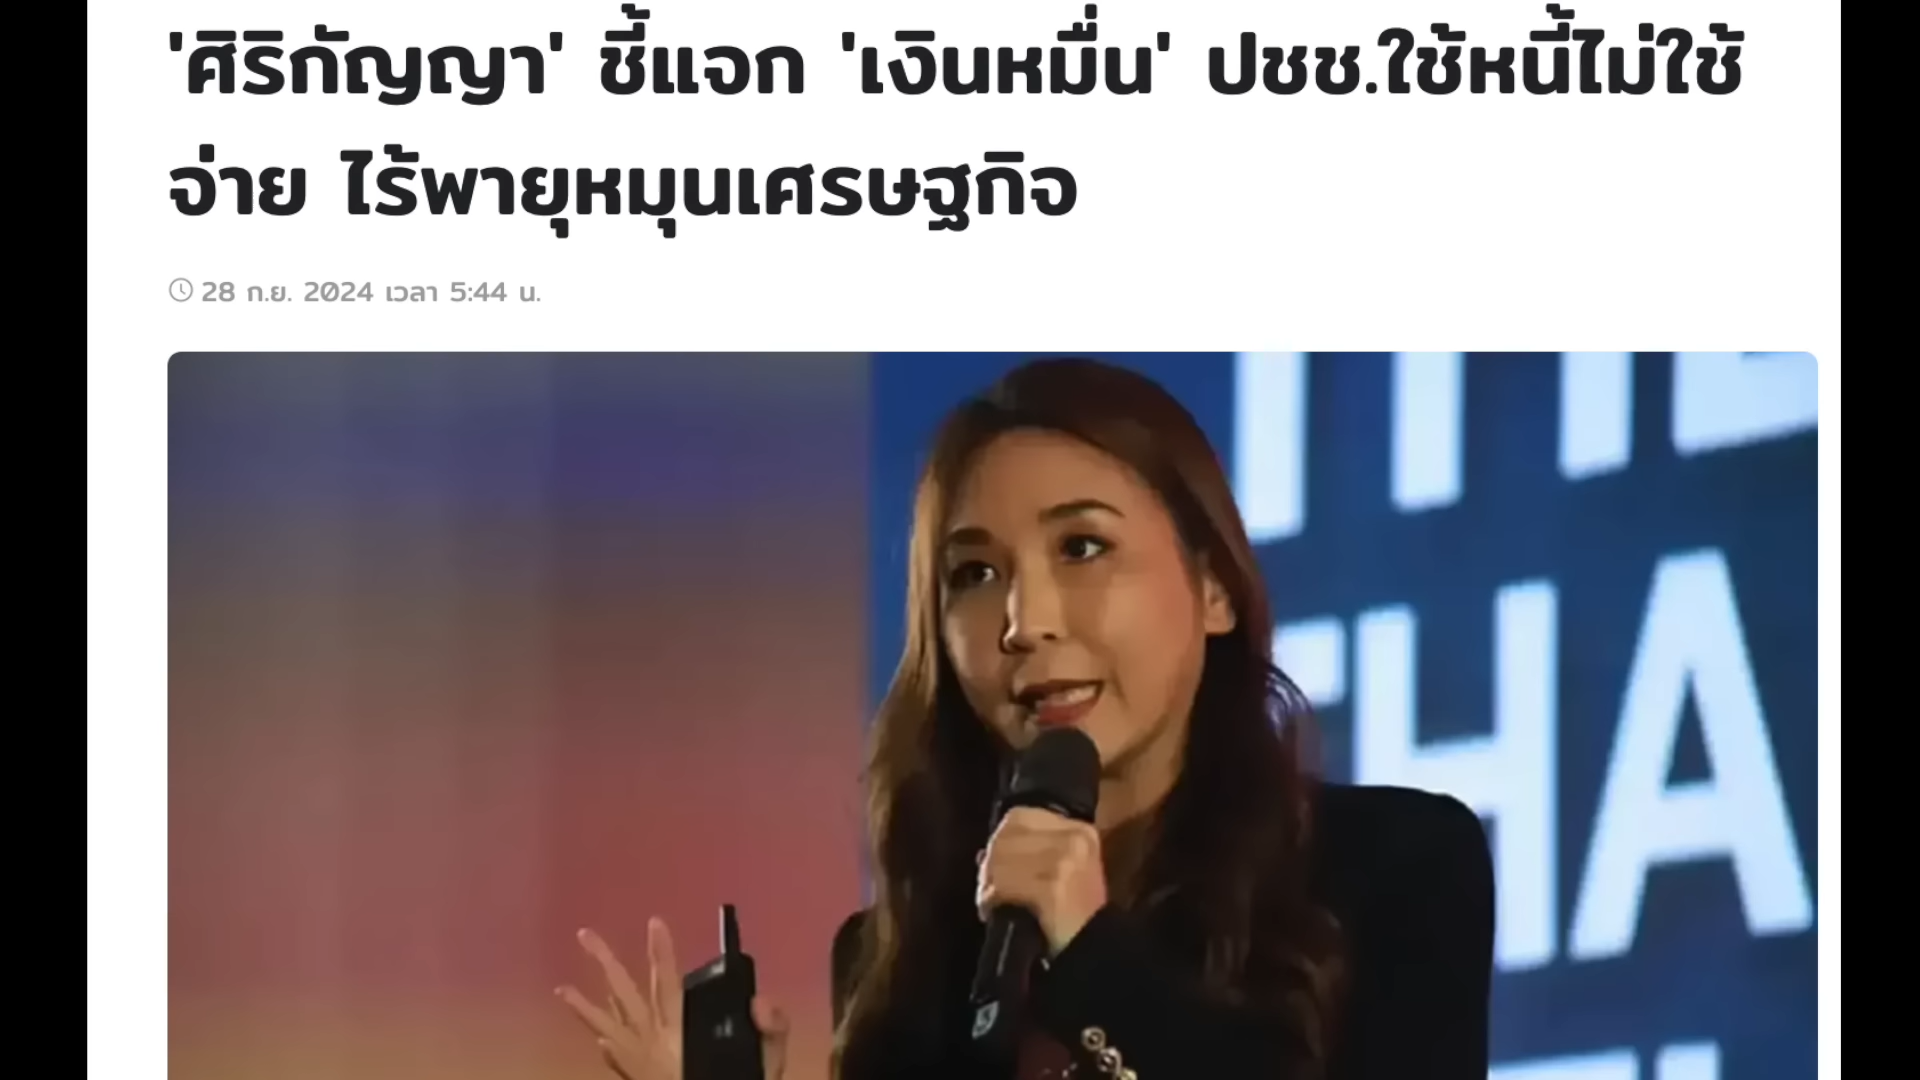 'ศิริกัญญา' ชี้แจก 'เงินหมื่น' ปชช.ใช้หนี้ไม่ใช้
จ่าย ไร้พายุหมุนเศรษฐกิจ
28 ก.ย. 2024 เวลา 5:44 น.
THA